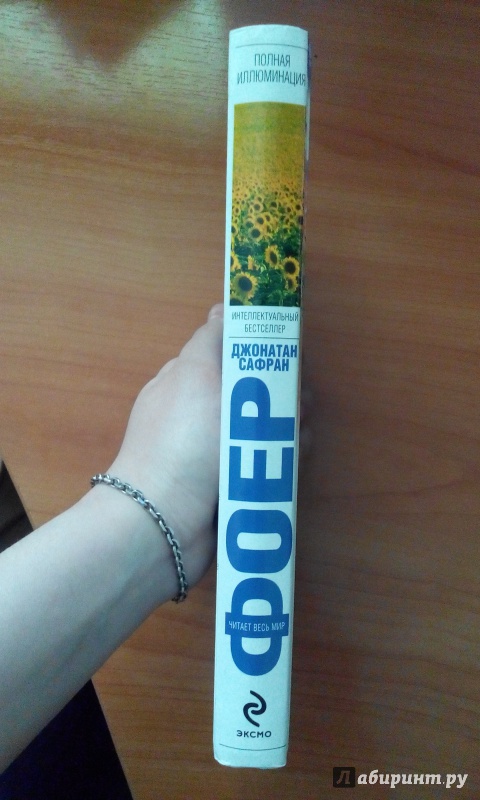 ПОЛНАЯ
ИЛЛЮМИНАЦИЯ
ИНТЕЛЛЕКТУАЛЬНЫЙ
БЕСТСЕЛЛЕР
ДЖОНАТАН
САФРАН
ФОЕР
ЧИТАЕТ ВЕСЬ МИР
ЭКСМО
Лабиринт.ру